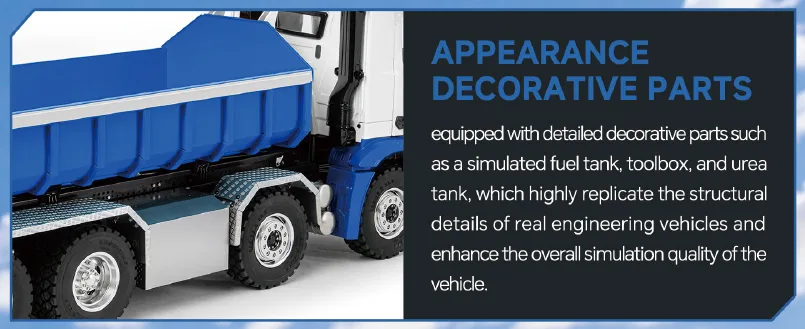 APPEARANCE
DECORATIVE PARTS
equipped with detailed decorative parts such
as a simulated fuel tank, toolbox, and urea
tank, which highly replicate the structural
details of real engineering vehicles and
enhance the overall simulation quality of the
vehicle.